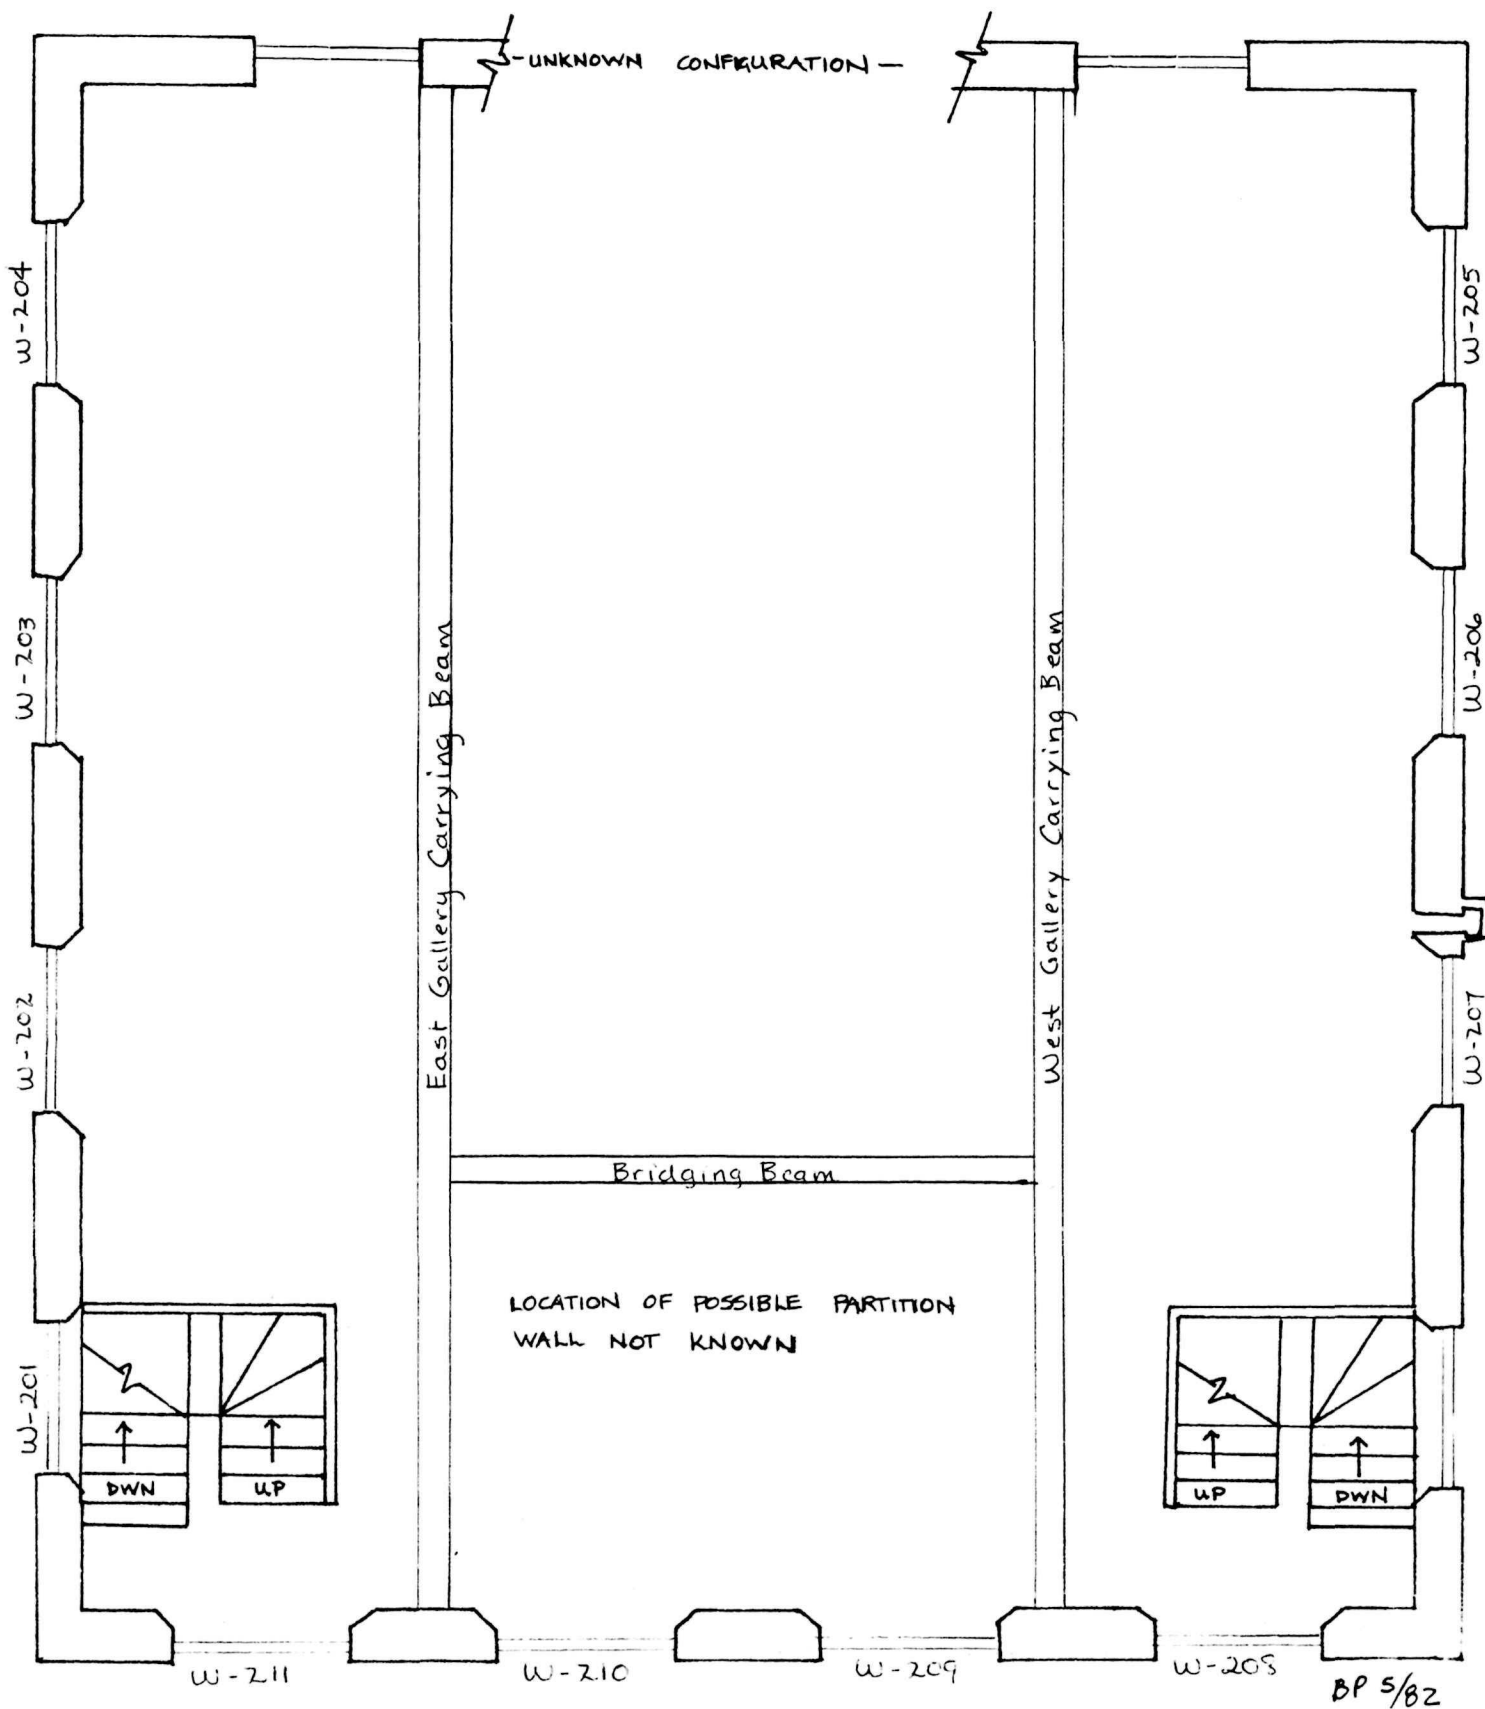 -UNKNOWN CONFIGURATION-
W-204
W-205
W-203
W-206
East Gallery Carrying Beam
West Gallery Carrying Beam
W-202
W-207
Bridging Beam
LOCATION OF POSSIBLE PARTITION
WALL NOT KNOWN
W-201
DWN
UP
UP
DWN
W-211
W-210
W-209
W-208
BP 5/82